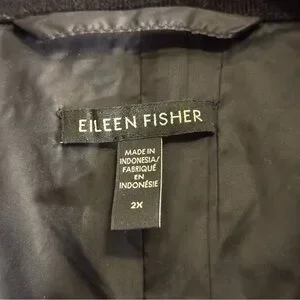 EILEEN FISHER
MADE IN
INDONESIA/
FABRIQUÉ
EN
INDONÉSIE
2X